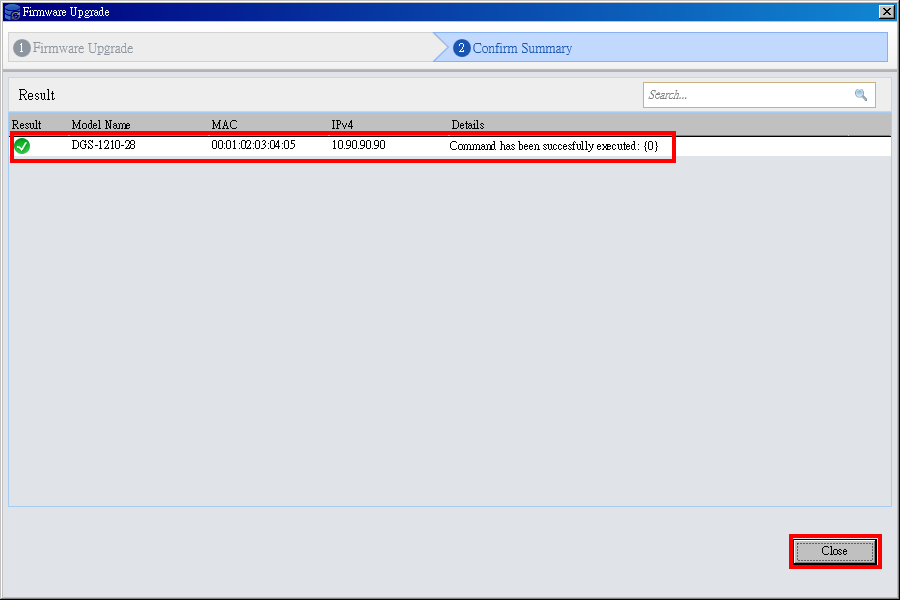 Firmware Upgrade
1 Firmware Upgrade
2 Confirm Summary
Result
Search...
Result Model Name MAC IPv4 Details
DGS-1210-28 00:01:02:03:04:05 10.90.90.90 Command has been succesfully executed: {0}
Close